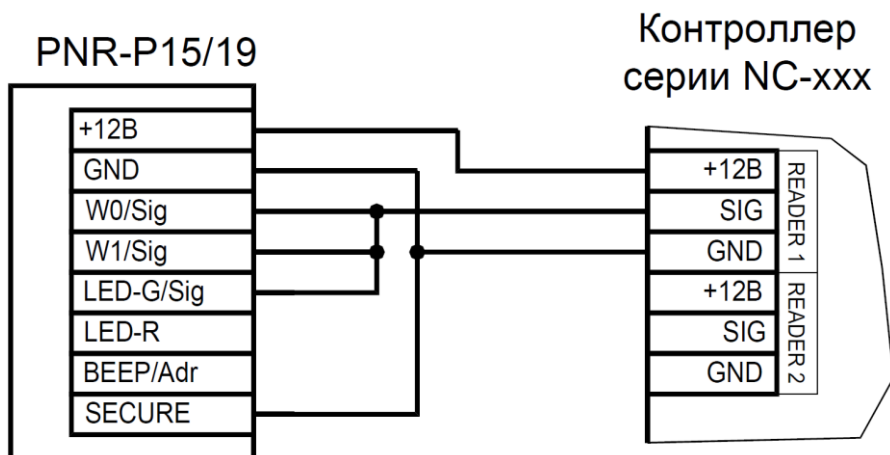 PNR-P15/19
+12В
GND
W0/Sig
W1/Sig
LED-G/Sig
LED-R
BEEP/Adr
SECURE
Контроллер
серии NC-xxx
+12В
SIG
GND
READER 1
+12В
SIG
GND
READER 2